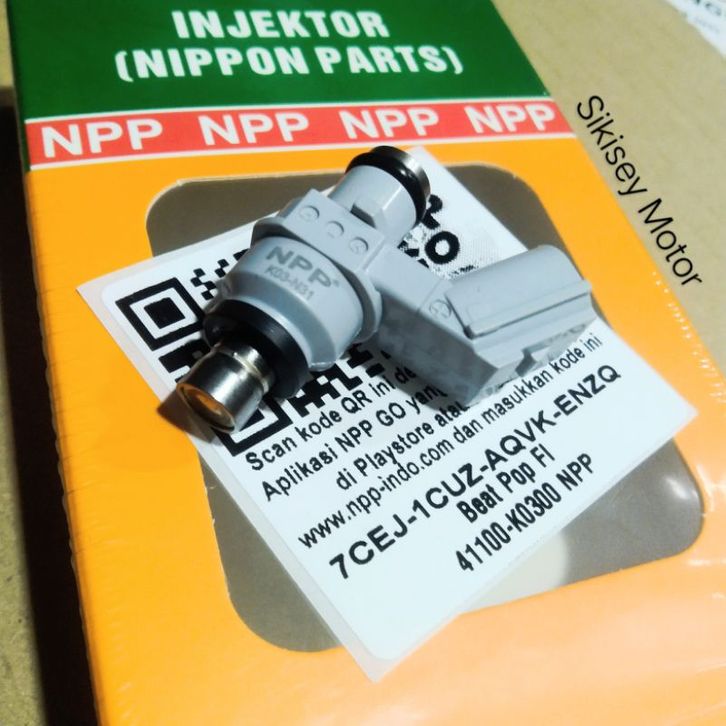 INJEKTOR
(NIPPON PARTS)
NPP NPP NPP NPP
Sikisey Motor
GO
NPP
K03-N31
Scan kode QR ini
Aplikasi NPP GO yang
di Playstore atau
www.npp-indo.com dan masukkan kode ini
7CEJ-1CUZ-AQVK-ENZQ
Beat Pop FI
41100-K0300 NPP